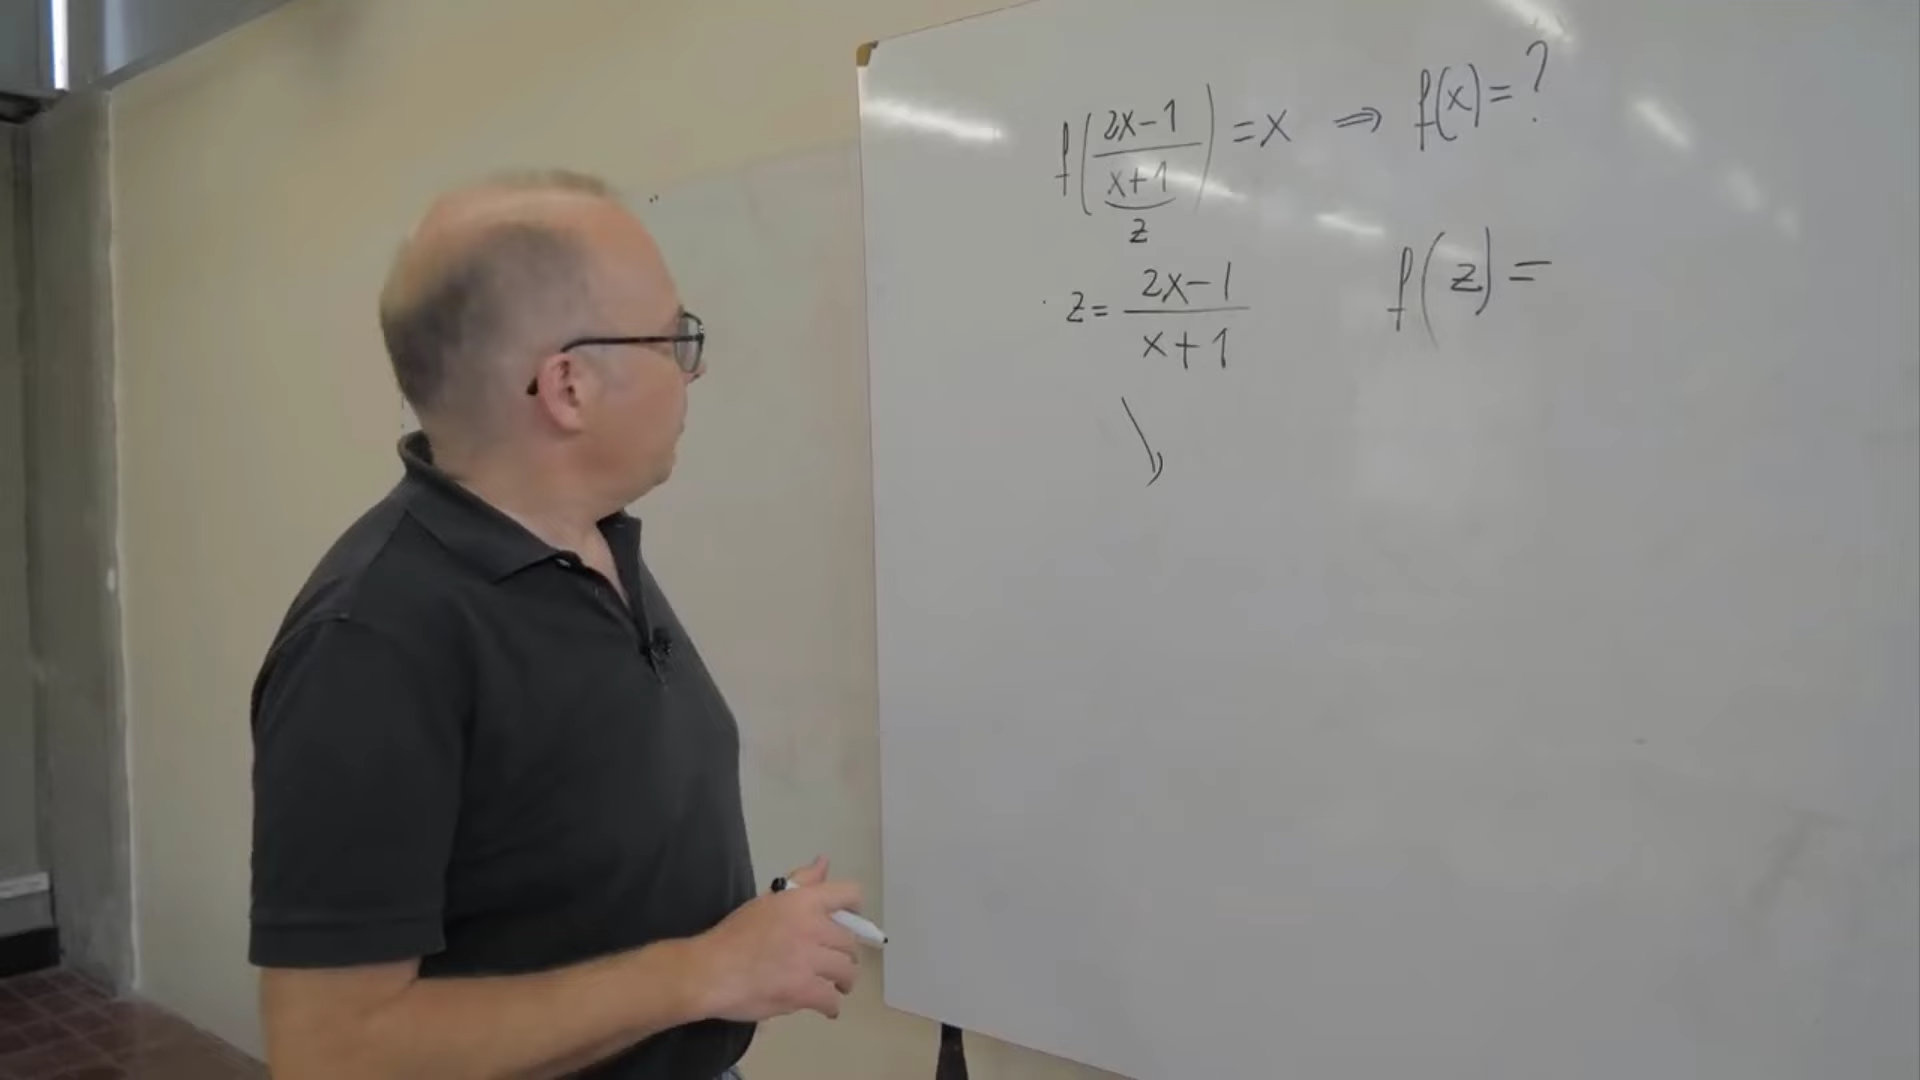 f(2x-1/x+1) = x ⇒ f(x) = ?
z
z = 2x-1/x+1
f(z) =